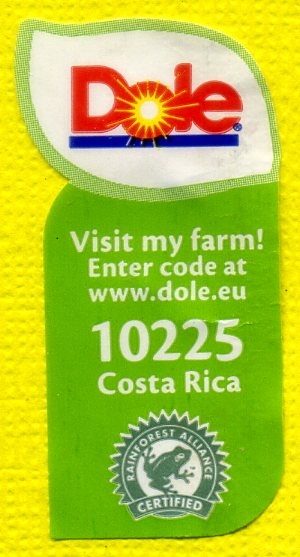 Dole®
Visit my farm!
Enter code at
www.dole.eu
10225
Costa Rica
RAINFOREST ALLIANCE
CERTIFIED